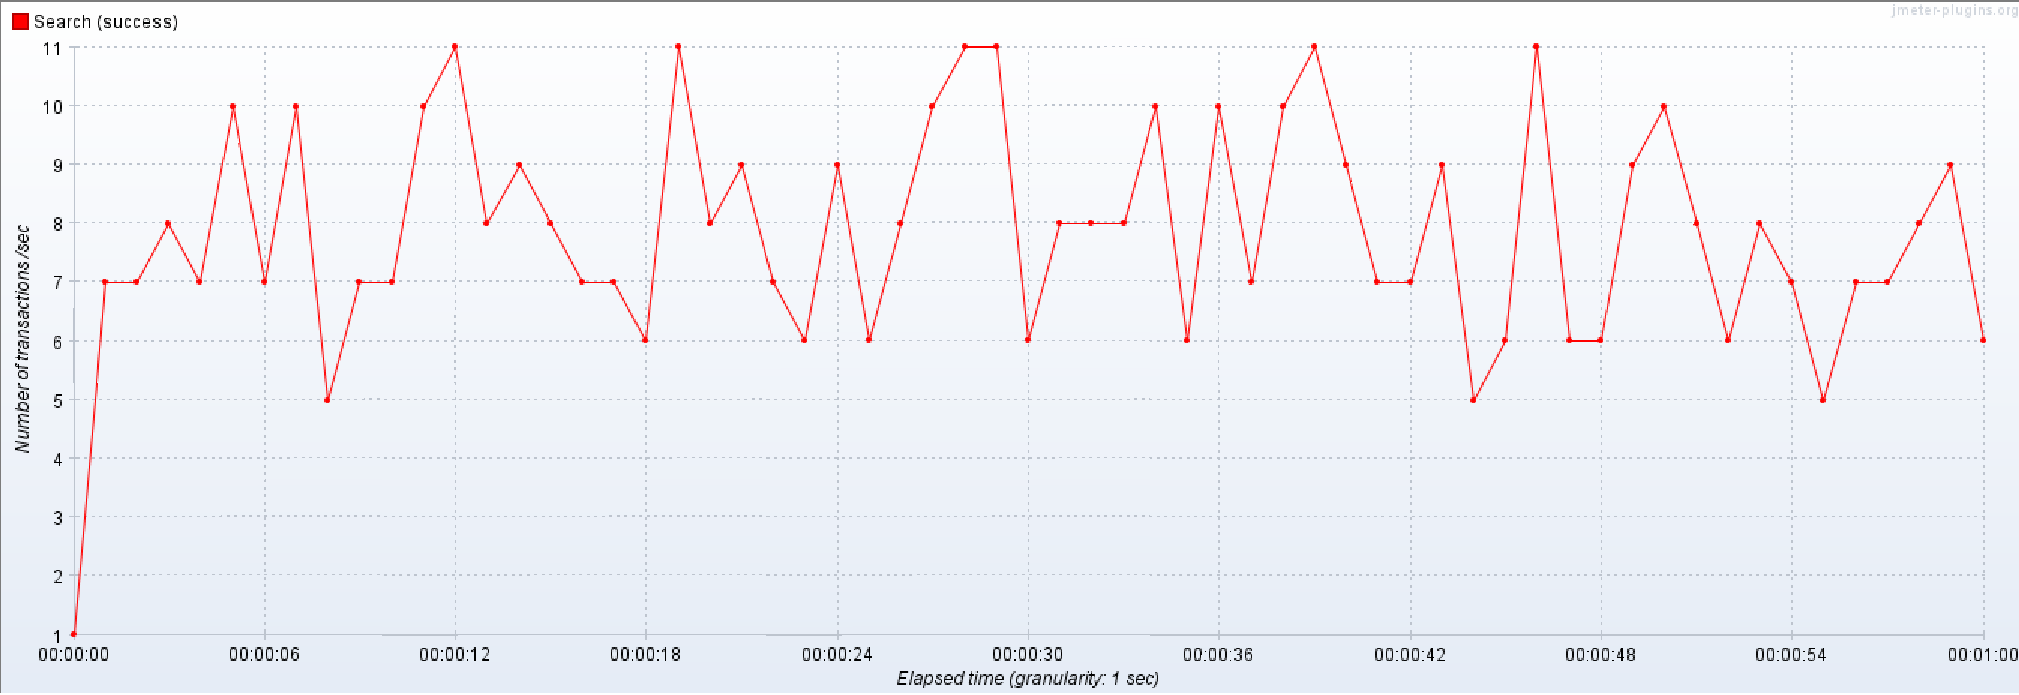 jmeter-plugins.org
Search (success)
11
10
9
8
7
6
5
4
3
2
1
Number of transactions /sec
00:00:00 00:00:06 00:00:12 00:00:18 00:00:24 00:00:30 00:00:36 00:00:42 00:00:48 00:00:54 00:01:00
Elapsed time (granularity: 1 sec)